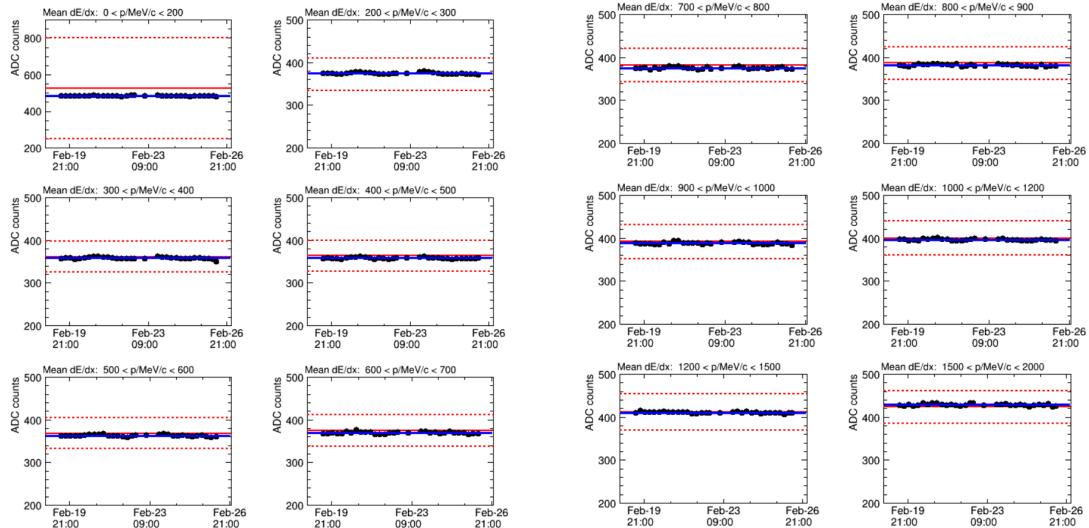 Mean dE/dx: 0 < p/MeV/c < 200
ADC counts
800
600
400
200
Feb-19
21:00
Feb-23
09:00
Feb-26
21:00
Mean dE/dx: 200 < p/MeV/c < 300
ADC counts
500
400
300
200
Feb-19
21:00
Feb-23
09:00
Feb-26
21:00
Mean dE/dx: 700 < p/MeV/c < 800
ADC counts
500
400
300
200
Feb-19
21:00
Feb-23
09:00
Feb-26
21:00
Mean dE/dx: 800 < p/MeV/c < 900
ADC counts
500
400
300
200
Feb-19
21:00
Feb-23
09:00
Feb-26
21:00
Mean dE/dx: 300 < p/MeV/c < 400
ADC counts
500
400
300
200
Feb-19
21:00
Feb-23
09:00
Feb-26
21:00
Mean dE/dx: 400 < p/MeV/c < 500
ADC counts
500
400
300
200
Feb-19
21:00
Feb-23
09:00
Feb-26
21:00
Mean dE/dx: 900 < p/MeV/c < 1000
ADC counts
500
400
300
200
Feb-19
21:00
Feb-23
09:00
Feb-26
21:00
Mean dE/dx: 1000 < p/MeV/c < 1200
ADC counts
500
400
300
200
Feb-19
21:00
Feb-23
09:00
Feb-26
21:00
Mean dE/dx: 500 < p/MeV/c < 600
ADC counts
500
400
300
200
Feb-19
21:00
Feb-23
09:00
Feb-26
21:00
Mean dE/dx: 600 < p/MeV/c < 700
ADC counts
500
400
300
200
Feb-19
21:00
Feb-23
09:00
Feb-26
21:00
Mean dE/dx: 1200 < p/MeV/c < 1500
ADC counts
500
400
300
200
Feb-19
21:00
Feb-23
09:00
Feb-26
21:00
Mean dE/dx: 1500 < p/MeV/c < 2000
ADC counts
500
400
300
200
Feb-19
21:00
Feb-23
09:00
Feb-26
21:00